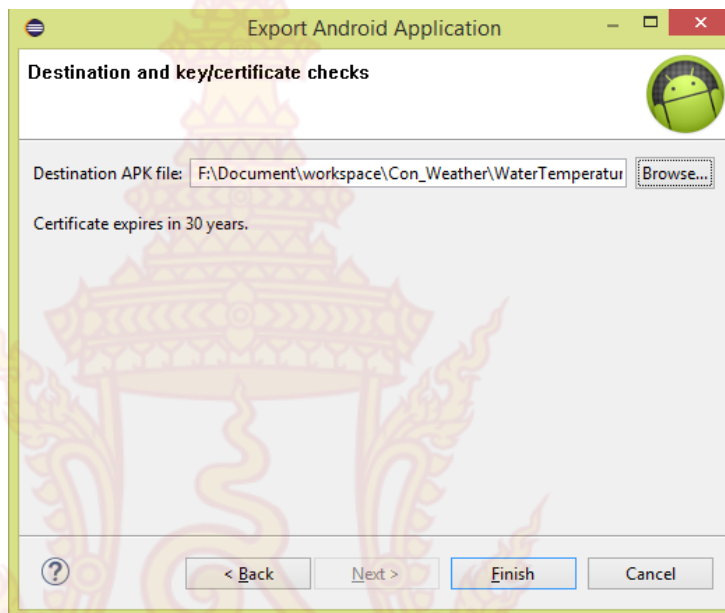 Export Android Application
Destination and key/certificate checks
Destination APK file: F:\Document\workspace\Con_Weather\WaterTemperatur Browse...
Certificate expires in 30 years.
< Back Next > Finish Cancel